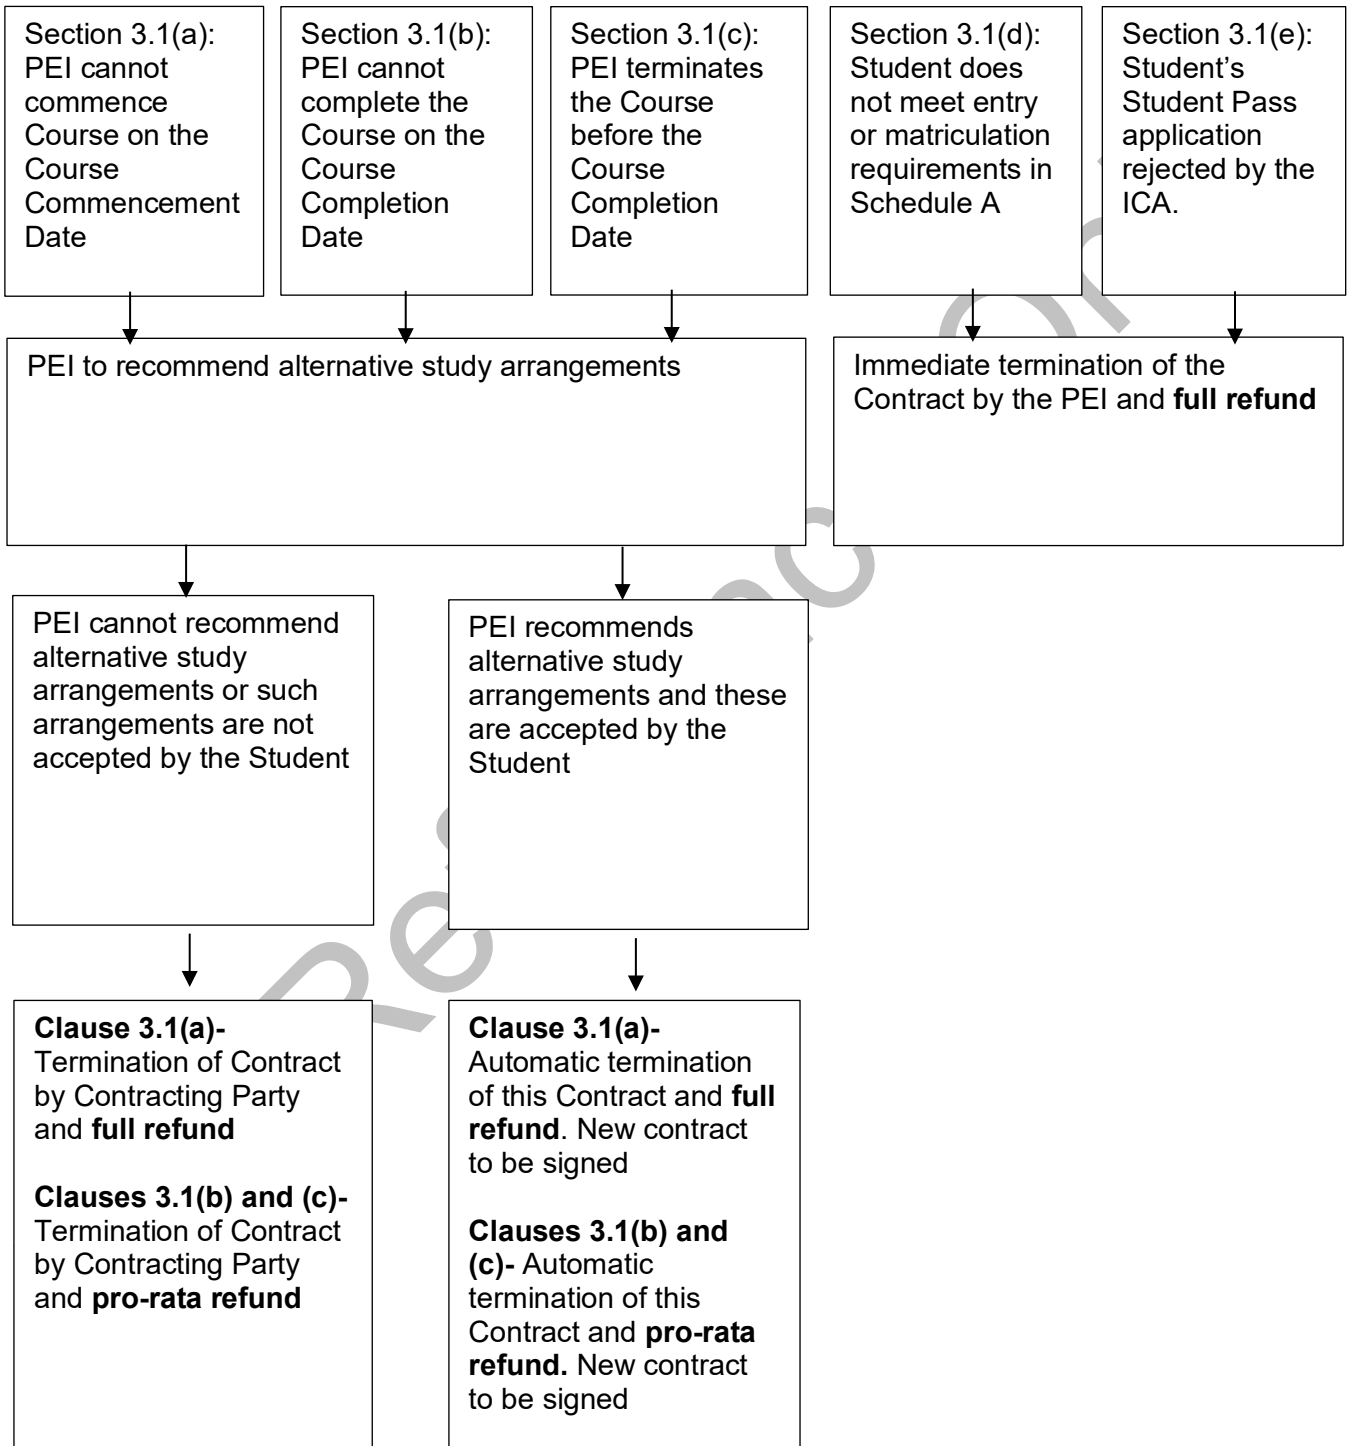 Section 3.1(a):
PEI cannot
commence
Course on the
Course
Commencement
Date
Section 3.1(b):
PEI cannot
complete the
Course on the
Course
Completion
Date
Section 3.1(c):
PEI terminates
the Course
before the
Course
Completion
Date
Section 3.1(d):
Student does
not meet entry
or matriculation
requirements in
Schedule A
Section 3.1(e):
Student’s
Student Pass
application
rejected by the
ICA.
PEI to recommend alternative study arrangements
Immediate termination of the
Contract by the PEI and full refund
PEI cannot recommend
alternative study
arrangements or such
arrangements are not
accepted by the Student
PEI recommends
alternative study
arrangements and these
are accepted by the
Student
Clause 3.1(a)-
Termination of Contract
by Contracting Party
and full refund
Clauses 3.1(b) and (c)-
Termination of Contract
by Contracting Party
and pro-rata refund
Clause 3.1(a)-
Automatic termination
of this Contract and full
refund. New contract
to be signed
Clauses 3.1(b) and
(c)- Automatic
termination of this
Contract and pro-rata
refund. New contract
to be signed